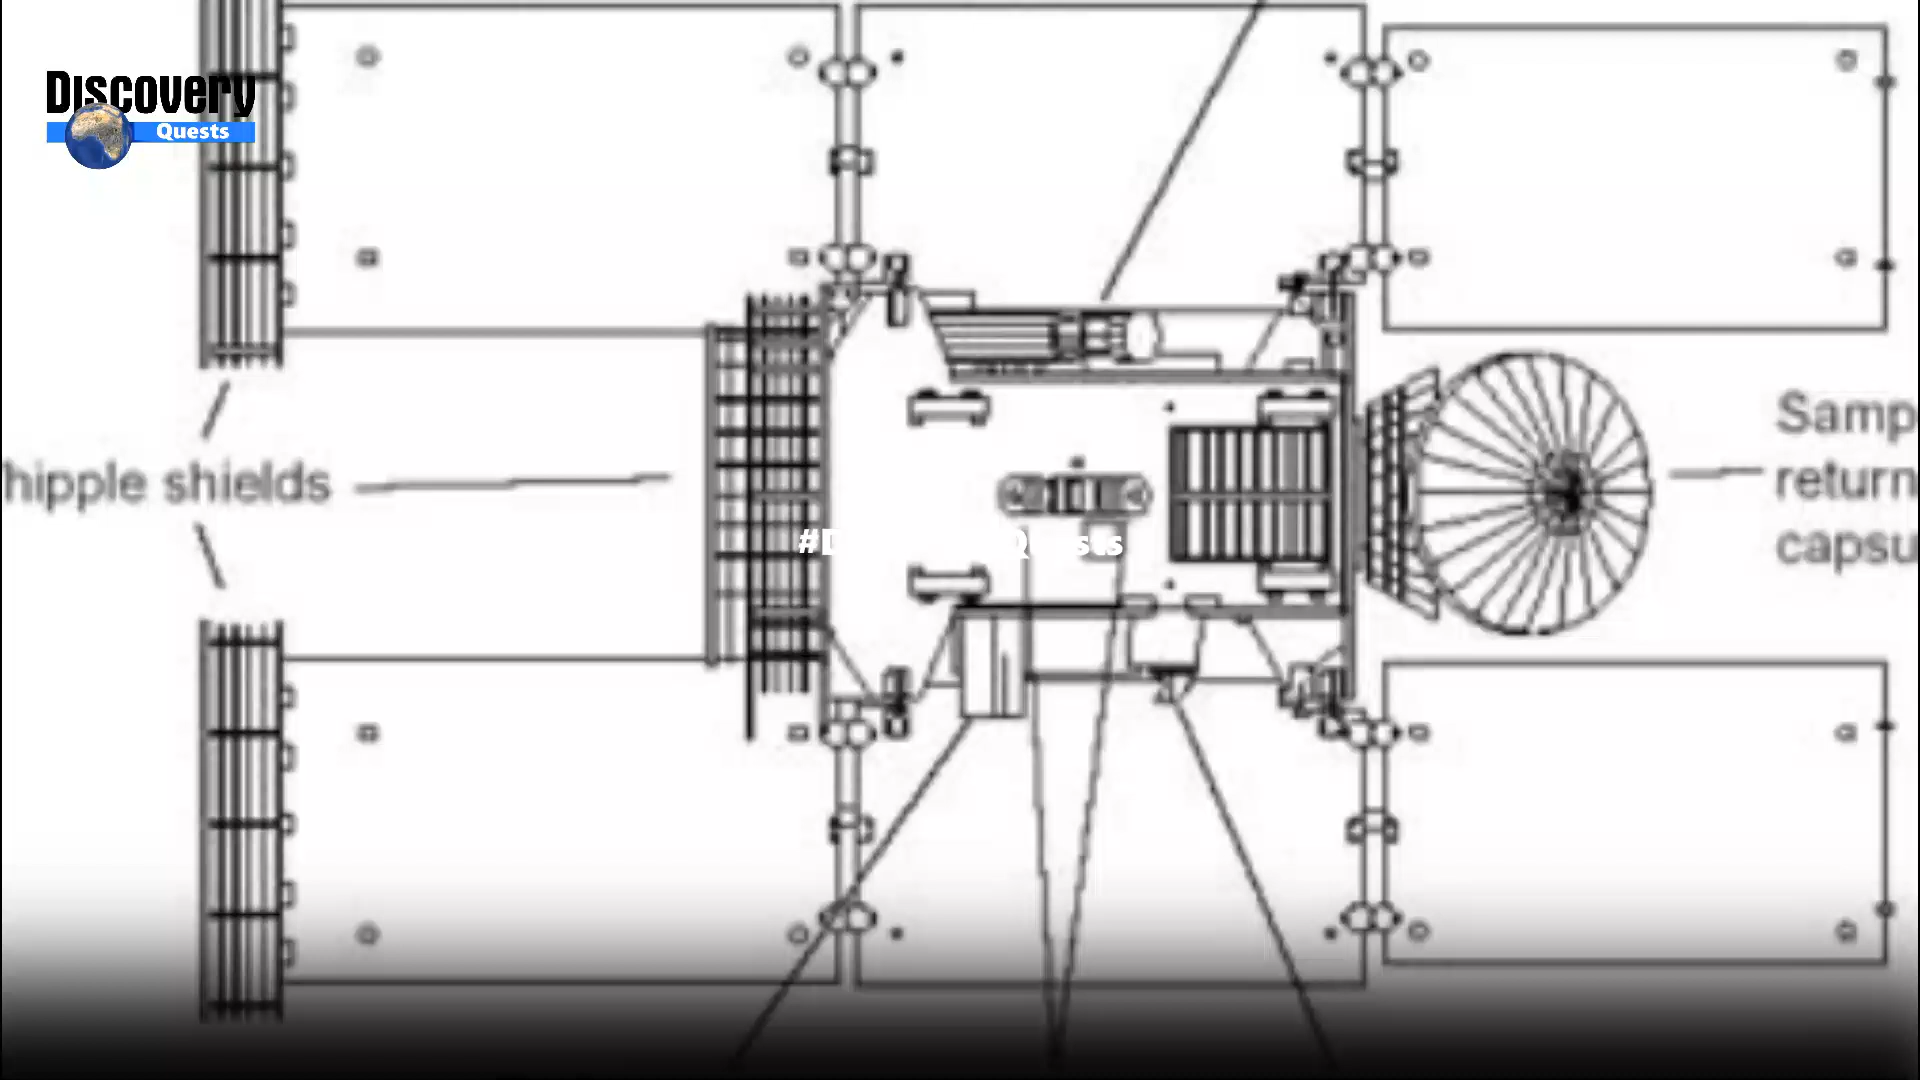 Discovery
Quests
hipple shields
Samp
return
capsu